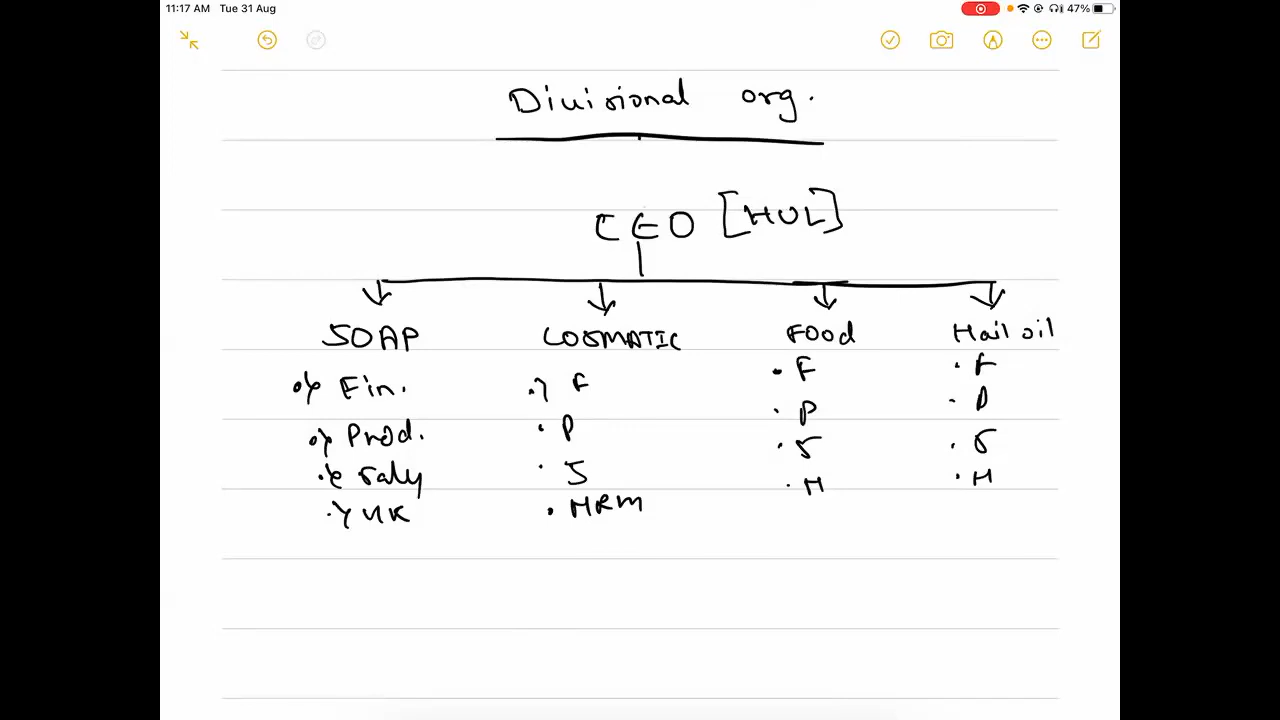 11:17 AM Tue 31 Aug 47%
Divisional org.
CEO [HUL]
SOAP COSMATIC Food Hair oil
Fin. F F F
Prod. P P P
Sales S S S
HR HRM H H